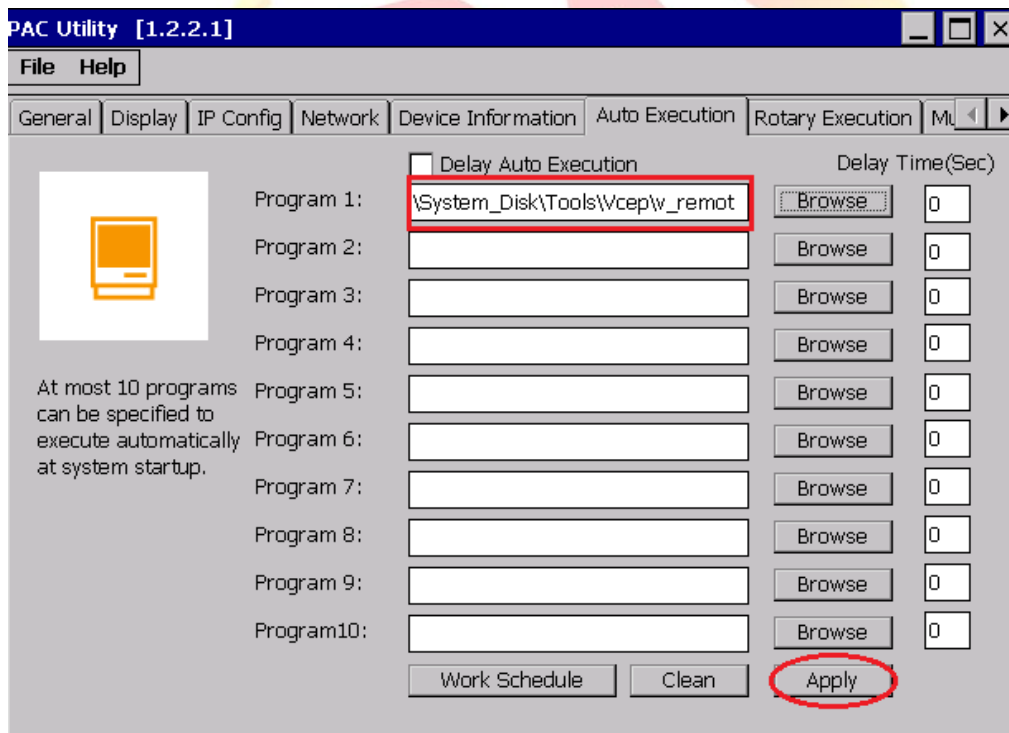 PAC Utility [1.2.2.1]
File Help
General Display IP Config Network Device Information Auto Execution Rotary Execution
Delay Auto Execution Delay Time(Sec)
Program 1: \System_Disk\Tools\Vcep\v_remot Browse 0
Program 2: Browse 0
Program 3: Browse 0
Program 4: Browse 0
At most 10 programs
can be specified to
execute automatically
at system startup.
Program 5: Browse 0
Program 6: Browse 0
Program 7: Browse 0
Program 8: Browse 0
Program 9: Browse 0
Program10: Browse 0
Work Schedule Clean Apply